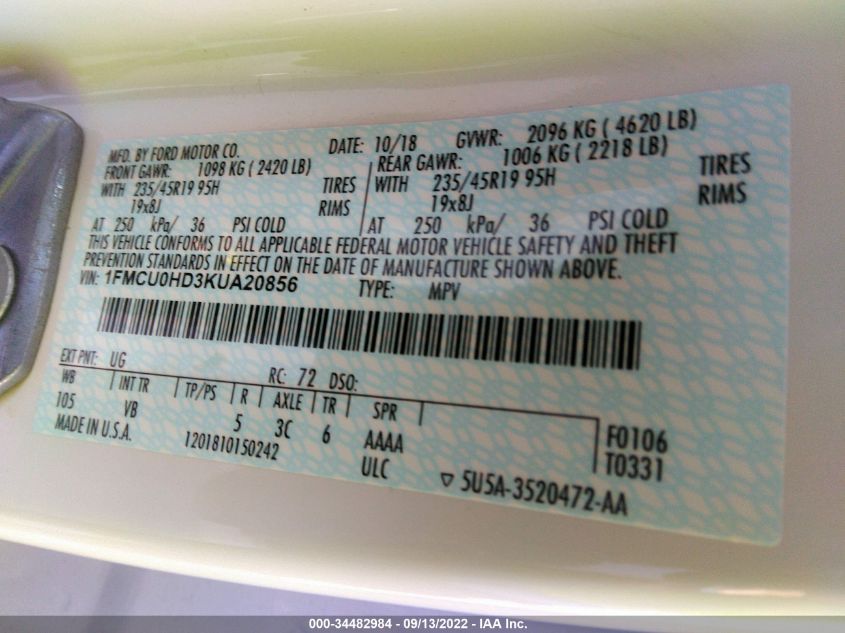 MFD. BY FORD MOTOR CO. DATE: 10/18 GVWR: 2096 KG ( 4620 LB)
FRONT GAWR: 1098 KG ( 2420 LB) REAR GAWR: 1006 KG ( 2218 LB)
WITH 235/45R19 95H TIRES WITH 235/45R19 95H TIRES
19x8J RIMS 19x8J RIMS
AT 250 kPa/ 36 PSI COLD AT 250 kPa/ 36 PSI COLD
THIS VEHICLE CONFORMS TO ALL APPLICABLE FEDERAL MOTOR VEHICLE SAFETY AND THEFT
PREVENTION STANDARDS IN EFFECT ON THE DATE OF MANUFACTURE SHOWN ABOVE.
VIN: 1FMCU0HD3KUA20856 TYPE: MPV
EXT PNT: UG RC: 72 DSO:
WB INT TR TP/PS R AXLE TR SPR
105 VB 5 3C 6 AAAA F0106
MADE IN U.S.A. 1201810150242 ULC T0331
▽ 5U5A-3520472-AA
000-34482984 - 09/13/2022 - IAA Inc.